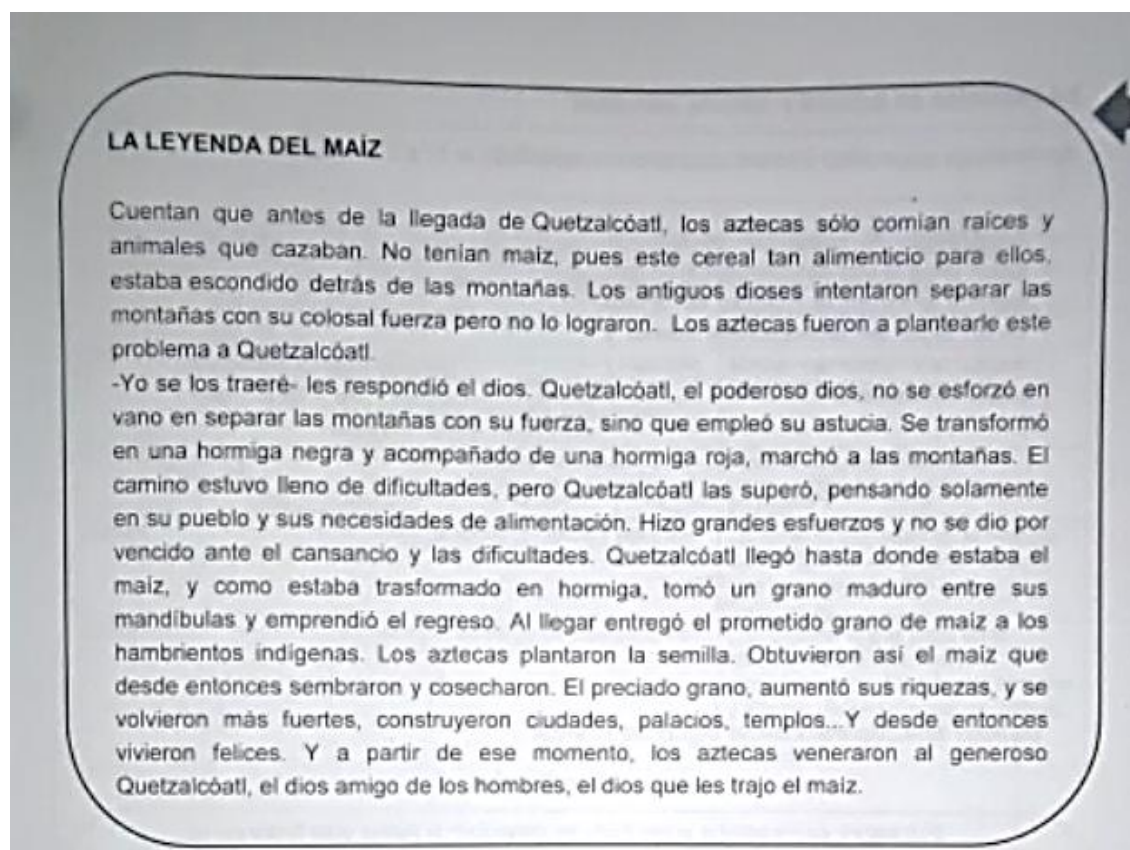 LA LEYENDA DEL MAÍZ
Cuentan que antes de la llegada de Quetzalcóatl, los aztecas sólo comían raíces y
animales que cazaban. No tenían maíz, pues este cereal tan alimenticio para ellos,
estaba escondido detrás de las montañas. Los antiguos dioses intentaron separar las
montañas con su colosal fuerza pero no lo lograron. Los aztecas fueron a plantearle este
problema a Quetzalcóatl.
-Yo se los traeré- les respondió el dios. Quetzalcóatl, el poderoso dios, no se esforzó en
vano en separar las montañas con su fuerza, sino que empleó su astucia. Se transformó
en una hormiga negra y acompañado de una hormiga roja, marchó a las montañas. El
camino estuvo lleno de dificultades, pero Quetzalcóatl las superó, pensando solamente
en su pueblo y sus necesidades de alimentación. Hizo grandes esfuerzos y no se dio por
vencido ante el cansancio y las dificultades. Quetzalcóatl llegó hasta donde estaba el
maíz, y como estaba trasformado en hormiga, tomó un grano maduro entre sus
mandíbulas y emprendió el regreso. Al llegar entregó el prometido grano de maíz a los
hambrientos indígenas. Los aztecas plantaron la semilla. Obtuvieron así el maíz que
desde entonces sembraron y cosecharon. El preciado grano, aumentó sus riquezas, y se
volvieron más fuertes, construyeron ciudades, palacios, templos...Y desde entonces
vivieron felices. Y a partir de ese momento, los aztecas veneraron al generoso
Quetzalcóatl, el dios amigo de los hombres, el dios que les trajo el maíz.